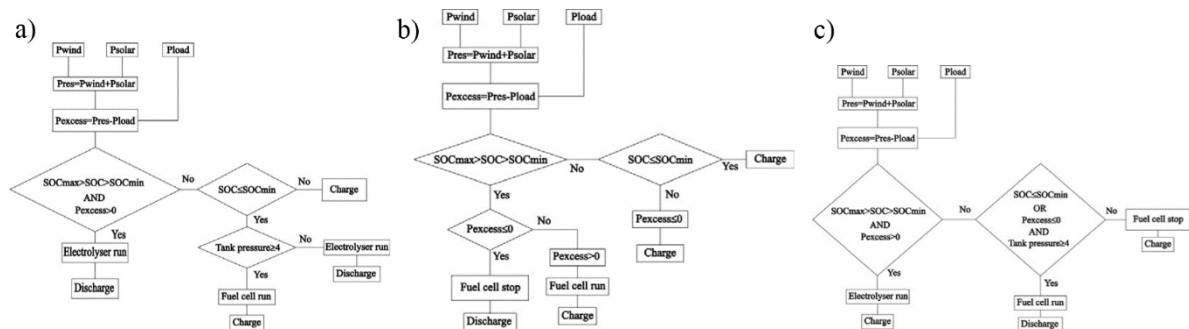 a)
Pwind Psolar Pload
Pres=Pwind+Psolar
Pexcess=Pres-Pload
SOCmax>SOC>SOCmin
AND
Pexcess>0
No
SOC≤SOCmin
No
Charge
Yes
Yes
Electrolyser run
Discharge
Tank pressure≥4
No
Electrolyser run
Discharge
Yes
Fuel cell run
Charge
b)
Pwind Psolar Pload
Pres=Pwind+Psolar
Pexcess=Pres-Pload
SOCmax>SOC>SOCmin
No
SOC≤SOCmin
Yes
Charge
Yes
No
Pexcess≤0
Charge
Pexcess≤0
No
Pexcess>0
Fuel cell run
Charge
Yes
Fuel cell stop
Discharge
c)
Pwind Psolar Pload
Pres=Pwind+Psolar
Pexcess=Pres-Pload
SOCmax>SOC>SOCmin
AND
Pexcess>0
No
SOC≤SOCmin
OR
Pexcess≤0
AND
Tank pressure≥4
No
Fuel cell stop
Charge
Yes
Electrolyser run
Charge
Yes
Fuel cell run
Discharge